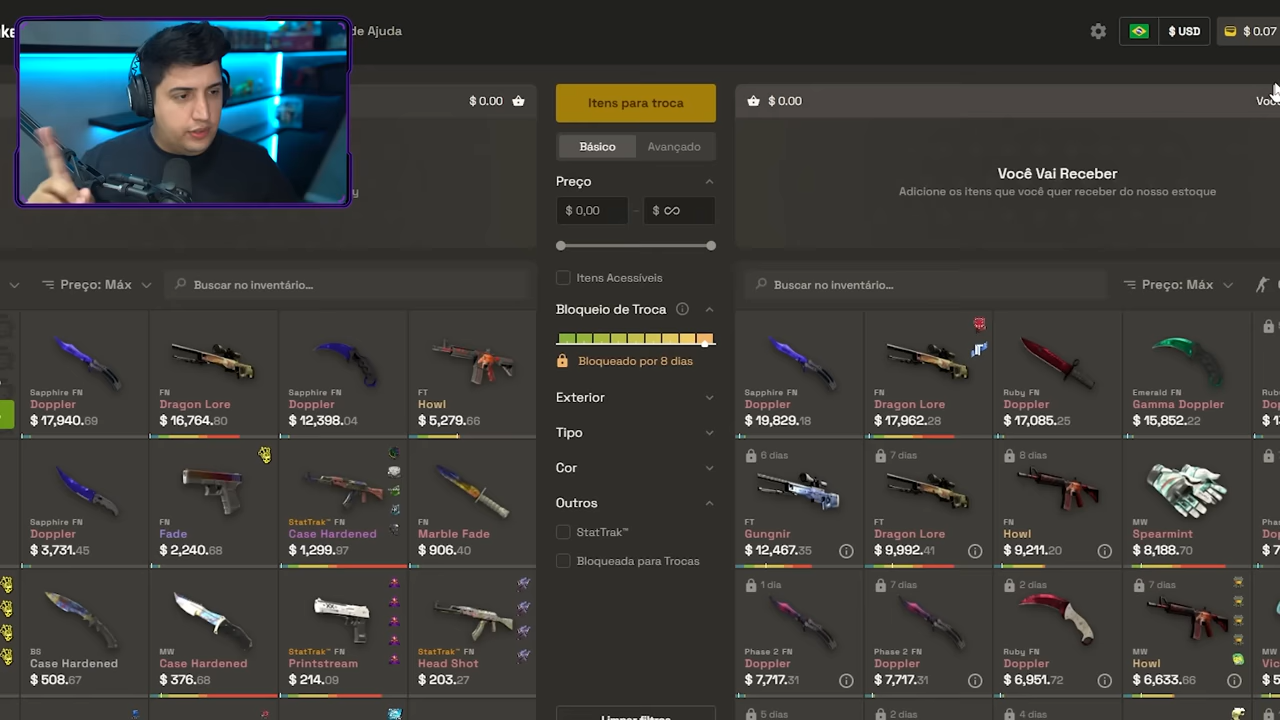 de Ajuda
$ USD
$ 0.07
$ 0.00
Itens para troca
$ 0.00
Básico
Avançado
Preço
$ 0,00
$ ∞
Itens Acessíveis
Você Vai Receber
Adicione os itens que você quer receber do nosso estoque
Preço: Máx
Buscar no inventário...
Bloqueio de Troca
Bloqueado por 8 dias
Exterior
Tipo
Cor
Outros
StatTrak™
Bloqueada para Trocas
Limpar filtros
Buscar no inventário...
Preço: Máx
Sapphire FN
Doppler
$ 17,940.69
FN
Dragon Lore
$ 16,764.80
Sapphire FN
Doppler
$ 12,398.04
FT
Howl
$ 5,279.66
Sapphire FN
Doppler
$ 3,731.45
FN
Fade
$ 2,240.68
StatTrak™ FN
Case Hardened
$ 1,299.97
FN
Marble Fade
$ 906.40
BS
Case Hardened
$ 508.67
MW
Case Hardened
$ 376.68
StatTrak™ FN
Printstream
$ 214.09
StatTrak™ FN
Head Shot
$ 203.27
Sapphire FN
Doppler
$ 19,829.18
FN
Dragon Lore
$ 17,962.28
Ruby FN
Doppler
$ 17,085.25
Emerald FN
Gamma Doppler
$ 15,852.22
6 dias
FT
Gungnir
$ 12,467.35
7 dias
FT
Dragon Lore
$ 9,992.41
8 dias
FN
Howl
$ 9,211.20
MW
Spearmint
$ 8,188.70
1 dia
Phase 2 FN
Doppler
$ 7,717.31
7 dias
Phase 2 FN
Doppler
$ 7,717.31
2 dias
Ruby FN
Doppler
$ 6,951.72
7 dias
MW
Howl
$ 6,633.66
5 dias
7 dias
2 dias